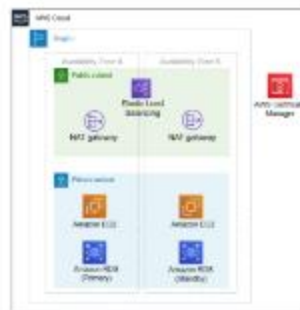 AWS Cloud
Region
Availability Zone A
Availability Zone B
Public subnet
Elastic Load
Balancing
NAT gateway
NAT gateway
AWS Certificate
Manager
Private subnet
Amazon EC2
Amazon EC2
Amazon RDS
(Primary)
Amazon RDS
(Standby)